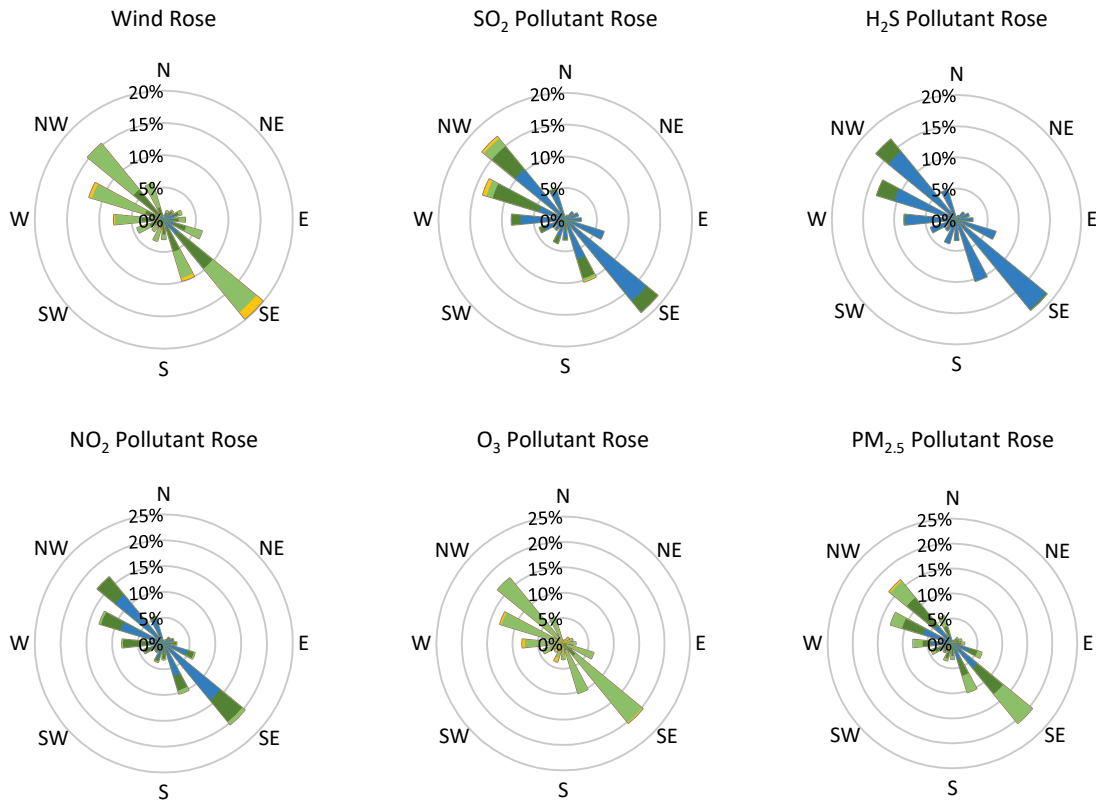 Wind Rose
N
20%
15%
10%
5%
0%
NW
NE
W
E
SW
SE
S
SO₂ Pollutant Rose
N
20%
15%
10%
5%
0%
NW
NE
W
E
SW
SE
S
H₂S Pollutant Rose
N
20%
15%
10%
5%
0%
NW
NE
W
E
SW
SE
S
NO₂ Pollutant Rose
N
25%
20%
15%
10%
5%
0%
NW
NE
W
E
SW
SE
S
O₃ Pollutant Rose
N
25%
20%
15%
10%
5%
0%
NW
NE
W
E
SW
SE
S
PM₂.₅ Pollutant Rose
N
25%
20%
15%
10%
5%
0%
NW
NE
W
E
SW
SE
S